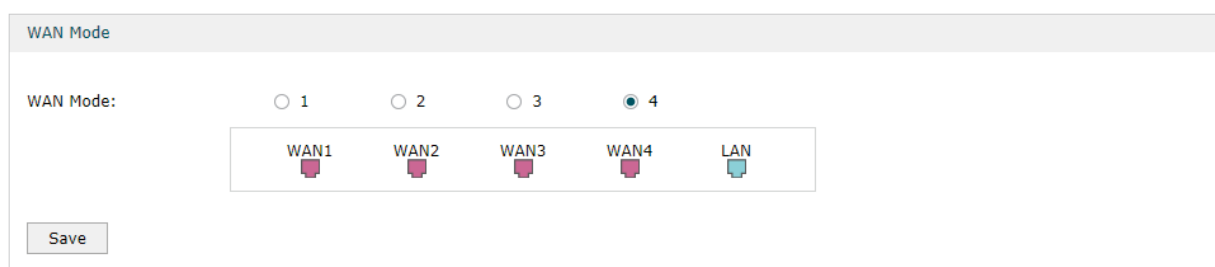 WAN Mode
WAN Mode: 1 2 3 4
WAN1 WAN2 WAN3 WAN4 LAN
Save